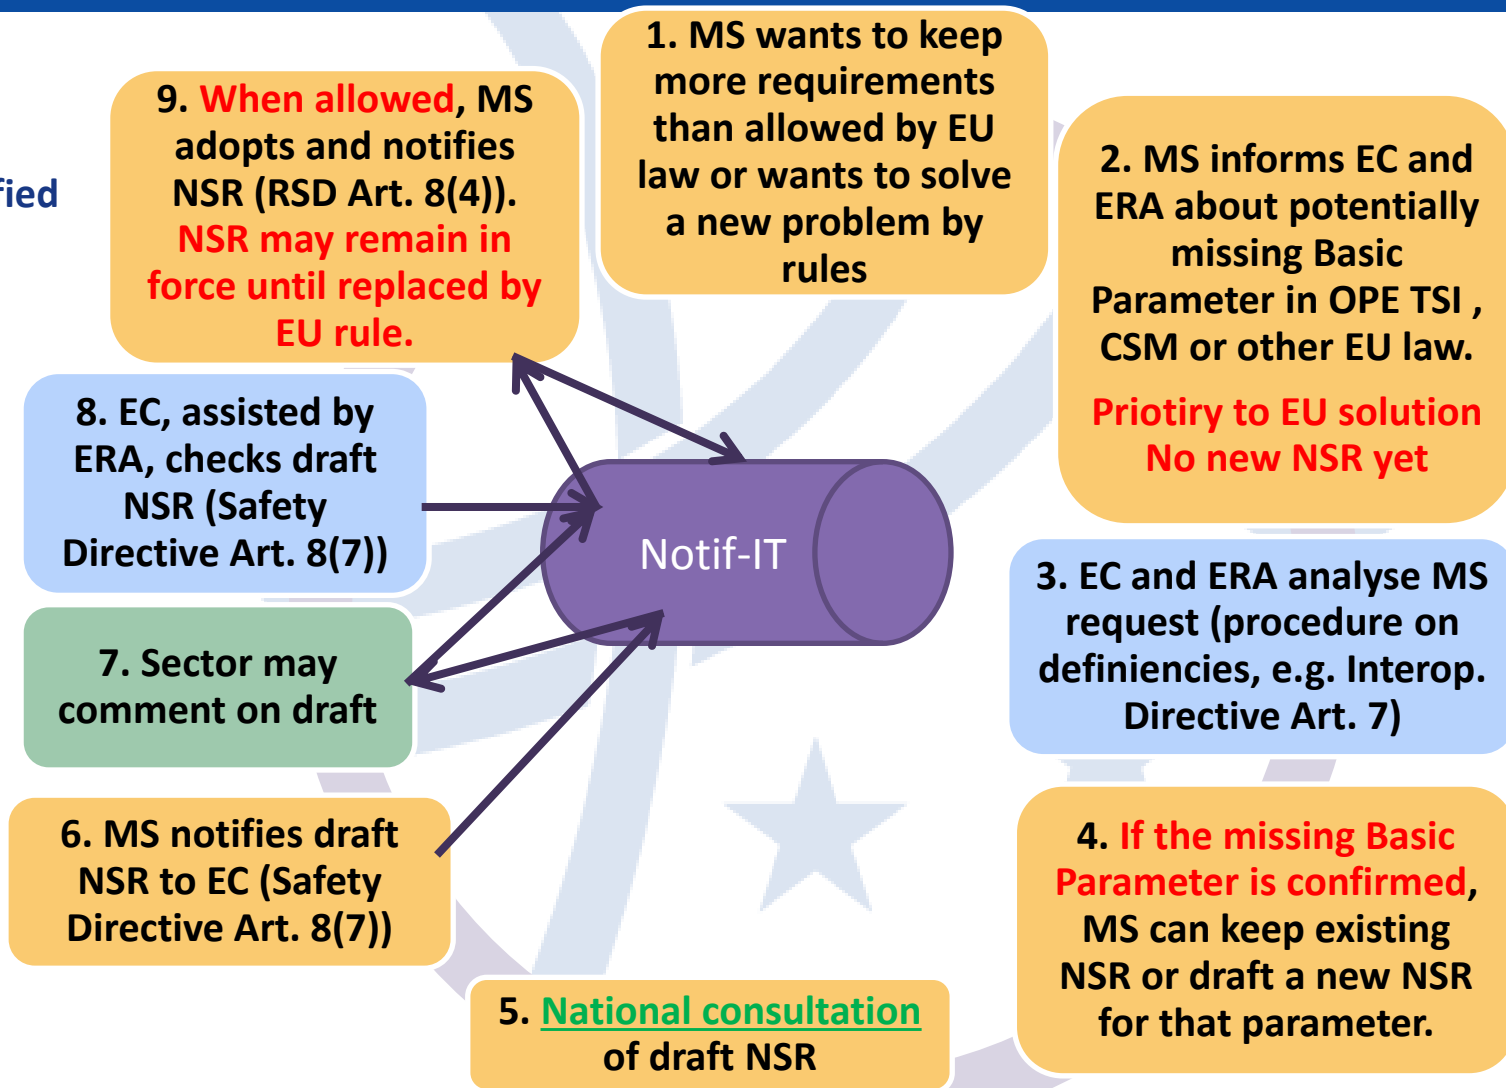 fied
1. MS wants to keep
more requirements
than allowed by EU
law or wants to solve
a new problem by
rules
2. MS informs EC and
ERA about potentially
missing Basic
Parameter in OPE TSI ,
CSM or other EU law.
Priotiry to EU solution
No new NSR yet
3. EC and ERA analyse MS
request (procedure on
definiencies, e.g. Interop.
Directive Art. 7)
4. If the missing Basic
Parameter is confirmed,
MS can keep existing
NSR or draft a new NSR
for that parameter.
5. National consultation
of draft NSR
6. MS notifies draft
NSR to EC (Safety
Directive Art. 8(7))
7. Sector may
comment on draft
8. EC, assisted by
ERA, checks draft
NSR (Safety
Directive Art. 8(7))
9. When allowed, MS
adopts and notifies
NSR (RSD Art. 8(4)).
NSR may remain in
force until replaced by
EU rule.
Notif-IT